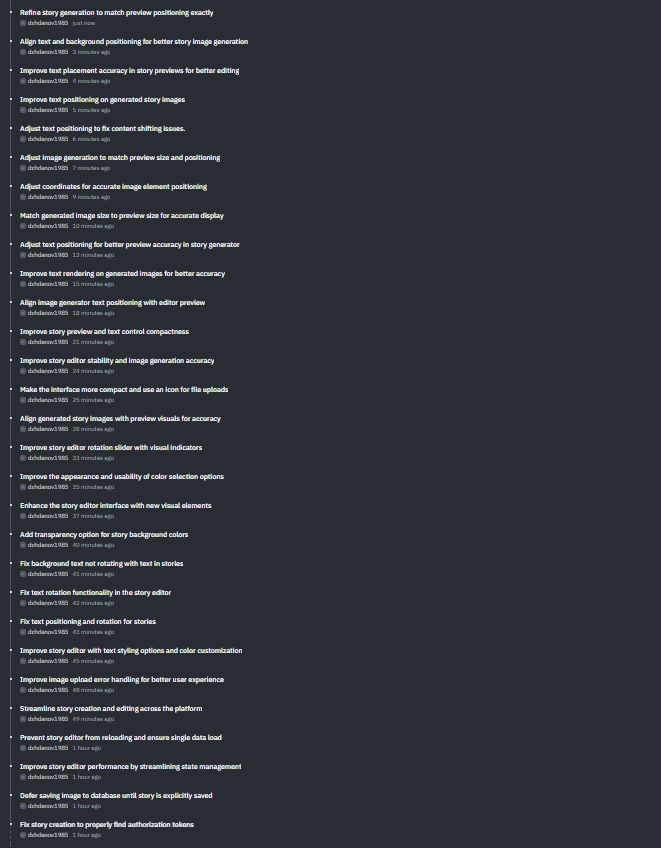 Refine story generation to match preview positioning exactly
dzhdanov1985 just now
Align text and background positioning for better story image generation
dzhdanov1985 3 minutes ago
Improve text placement accuracy in story previews for better editing
dzhdanov1985 4 minutes ago
Improve text positioning on generated story images
dzhdanov1985 5 minutes ago
Adjust text positioning to fix content shifting issues.
dzhdanov1985 6 minutes ago
Adjust image generation to match preview size and positioning
dzhdanov1985 7 minutes ago
Adjust coordinates for accurate image element positioning
dzhdanov1985 9 minutes ago
Match generated image size to preview size for accurate display
dzhdanov1985 10 minutes ago
Adjust text positioning for better preview accuracy in story generator
dzhdanov1985 13 minutes ago
Improve text rendering on generated images for better accuracy
dzhdanov1985 15 minutes ago
Align image generator text positioning with editor preview
dzhdanov1985 18 minutes ago
Improve story preview and text control compactness
dzhdanov1985 21 minutes ago
Improve story editor stability and image generation accuracy
dzhdanov1985 24 minutes ago
Make the interface more compact and use an icon for file uploads
dzhdanov1985 25 minutes ago
Align generated story images with preview visuals for accuracy
dzhdanov1985 28 minutes ago
Improve story editor rotation slider with visual indicators
dzhdanov1985 33 minutes ago
Improve the appearance and usability of color selection options
dzhdanov1985 35 minutes ago
Enhance the story editor interface with new visual elements
dzhdanov1985 37 minutes ago
Add transparency option for story background colors
dzhdanov1985 40 minutes ago
Fix background text not rotating with text in stories
dzhdanov1985 41 minutes ago
Fix text rotation functionality in the story editor
dzhdanov1985 42 minutes ago
Fix text positioning and rotation for stories
dzhdanov1985 43 minutes ago
Improve story editor with text styling options and color customization
dzhdanov1985 45 minutes ago
Improve image upload error handling for better user experience
dzhdanov1985 48 minutes ago
Streamline story creation and editing across the platform
dzhdanov1985 49 minutes ago
Prevent story editor from reloading and ensure single data load
dzhdanov1985 1 hour ago
Improve story editor performance by streamlining state management
dzhdanov1985 1 hour ago
Defer saving image to database until story is explicitly saved
dzhdanov1985 1 hour ago
Fix story creation to properly find authorization tokens
dzhdanov1985 1 hour ago